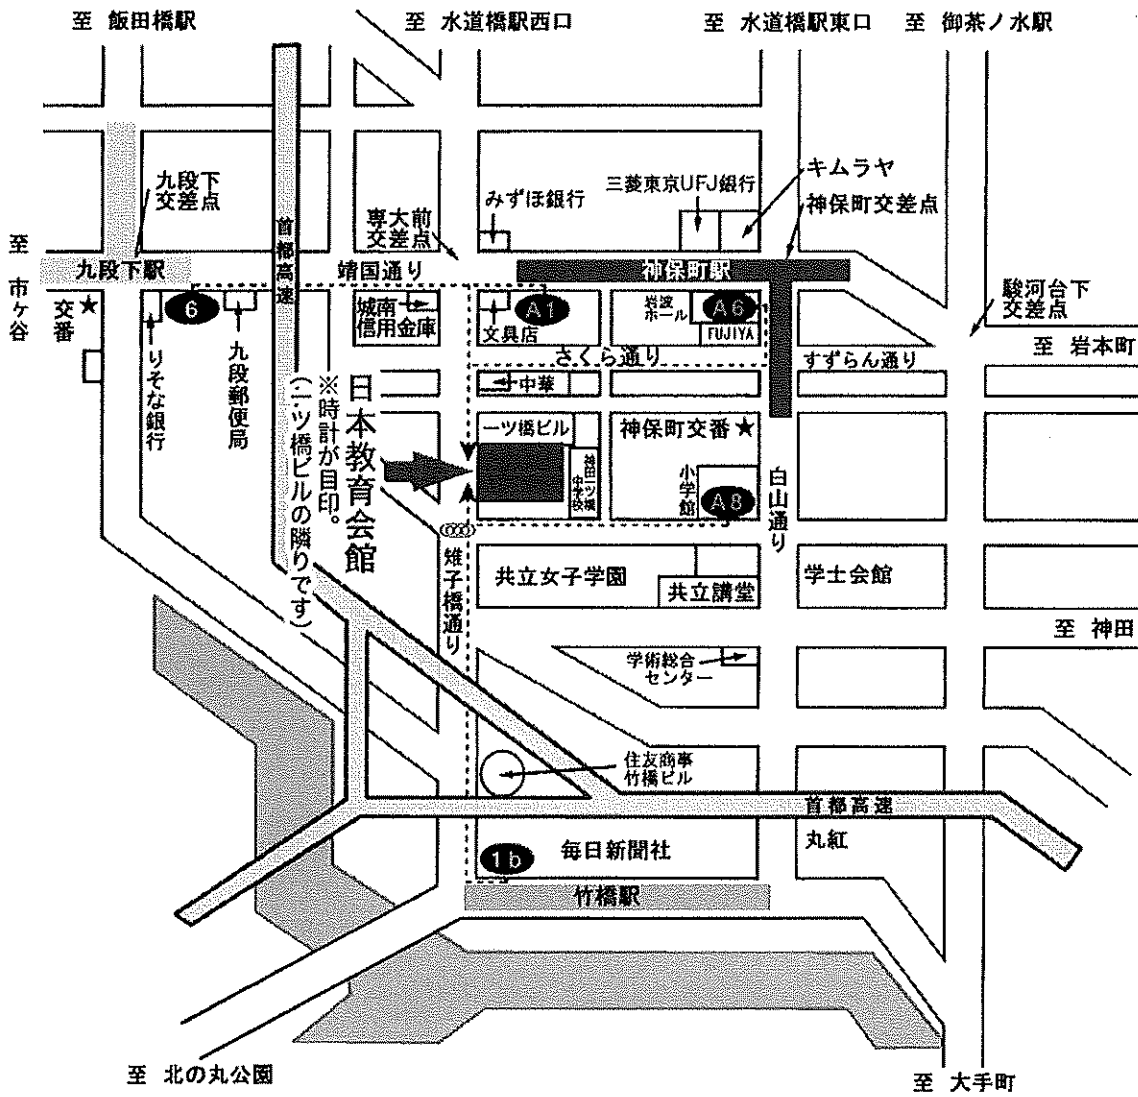 至 飯田橋駅
至 水道橋駅西口
至 水道橋駅東口
至 御茶ノ水駅
九段下
交差点
首都高速
専大前
交差点
みずほ銀行
三菱東京UFJ銀行
キムラヤ
神保町交差点
至 市ヶ谷
九段下駅
靖国通り
神保町駅
交番★
6
城南
信用金庫
文具店
A1
岩波
ホール
A6
FUJIYA
駿河台下
交差点
りそな銀行
九段郵便局
さくら通り
すずらん通り
至 岩本町
中華
日本教育会館
※時計が目印。
(一ツ橋ビルの隣りです)
一ツ橋ビル
神田一ツ橋
中学校
神保町交番★
小学館
A8
白山通り
雉子橋通り
共立女子学園
共立講堂
学士会館
至 神田
学術総合
センター
住友商事
竹橋ビル
首都高速
丸紅
1b
毎日新聞社
竹橋駅
至 北の丸公園
至 大手町